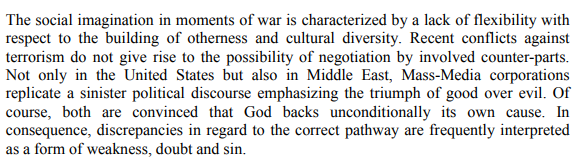 The social imagination in moments of war is characterized by a lack of flexibility with
respect to the building of otherness and cultural diversity. Recent conflicts against
terrorism do not give rise to the possibility of negotiation by involved counter-parts.
Not only in the United States but also in Middle East, Mass-Media corporations
replicate a sinister political discourse emphasizing the triumph of good over evil. Of
course, both are convinced that God backs unconditionally its own cause. In
consequence, discrepancies in regard to the correct pathway are frequently interpreted
as a form of weakness, doubt and sin.